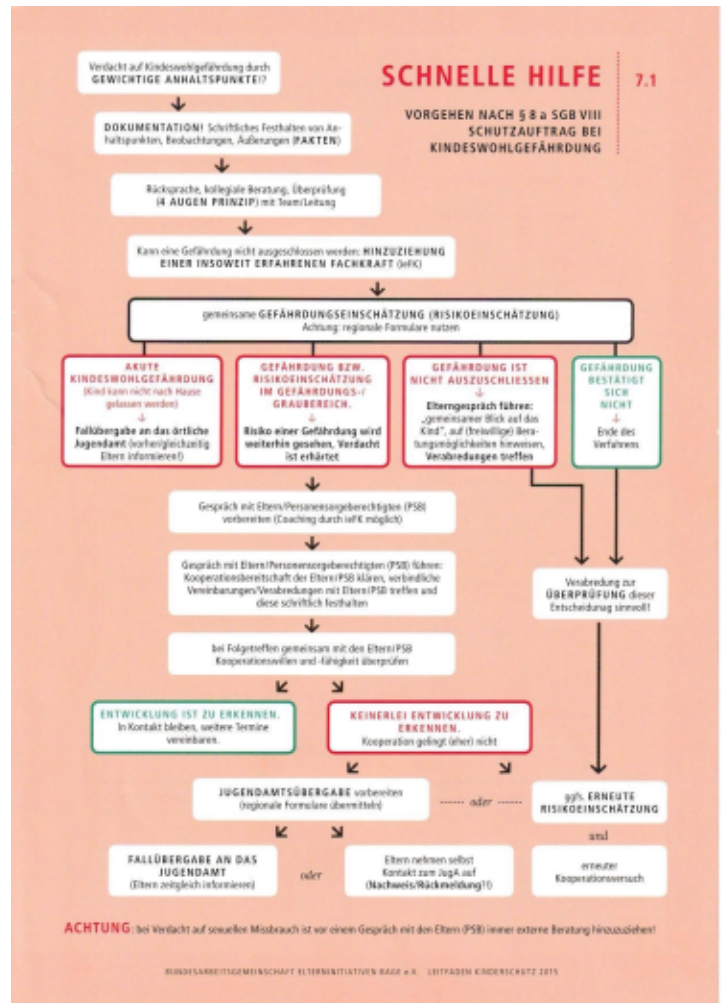 Verdacht auf Kindeswohlgefährdung durch
GEWICHTIGE ANHALTSPUNKTE!?
SCHNELLE HILFE
7.1
VORGEHEN NACH § 8 a SGB VIII
SCHUTZAUFTRAG BEI
KINDESWOHLGEFÄHRDUNG
DOKUMENTATION! Schriftliches Festhalten von An-
haltspunkten, Beobachtungen, Äußerungen (FAKTEN)
Rücksprache, kollegiale Beratung, Überprüfung
(4 AUGEN PRINZIP) mit Team/Leitung
Kann eine Gefährdung nicht ausgeschlossen werden: HINZUZIEHUNG
EINER INSOWEIT ERFAHRENEN FACHKRAFT (ieFK)
gemeinsame GEFÄHRDUNGSEINSCHÄTZUNG (RISIKOEINSCHÄTZUNG)
Achtung: regionale Formulare nutzen
AKUTE
KINDESWOHLGEFÄHRDUNG
(Kind kann nicht nach Hause
gelassen werden)
Fallübergabe an das örtliche
Jugendamt (vorher/gleichzeitig
Eltern informieren!)
GEFÄHRDUNG BZW.
RISIKOEINSCHÄTZUNG
IM GEFÄHRDUNGS-/
GRAUBEREICH.
Risiko einer Gefährdung wird
weiterhin gesehen, Verdacht
ist erhärtet
GEFÄHRDUNG IST
NICHT AUSZUSCHLIESSEN
Elterngespräch führen:
„gemeinsamer Blick auf das
Kind", auf (freiwillige) Bera-
tungsmöglichkeiten hinweisen,
Verabredungen treffen
GEFÄHRDUNG
BESTÄTIGT
SICH
NICHT
Ende des
Verfahrens
Gespräch mit Eltern/Personensorgeberechtigten (PSB)
vorbereiten (Coaching durch ieFK möglich)
Gespräch mit Eltern/Personensorgeberechtigten (PSB) führen:
Kooperationsbereitschaft der Eltern/PSB klären, verbindliche
Vereinbarungen/Verabredungen mit Eltern/PSB treffen und
diese schriftlich festhalten
Verabredung zur
ÜBERPRÜFUNG dieser
Entscheidunag sinnvoll!
bei Folgetreffen gemeinsam mit den Eltern/PSB
Kooperationswillen und -fähigkeit überprüfen
ENTWICKLUNG IST ZU ERKENNEN.
In Kontakt bleiben, weitere Termine
vereinbaren.
KEINERLEI ENTWICKLUNG ZU
ERKENNEN.
Kooperation gelingt (eher) nicht
JUGENDAMTSÜBERGABE vorbereiten
(regionale Formulare übermitteln)
oder
ggfs. ERNEUTE
RISIKOEINSCHÄTZUNG
und
FALLÜBERGABE AN DAS
JUGENDAMT
(Eltern zeitgleich informieren)
oder
Eltern nehmen selbst
Kontakt zum JugA auf
(Nachweis/Rückmeldung?!)
erneuter
Kooperationsversuch
ACHTUNG: bei Verdacht auf sexuellen Missbrauch ist vor einem Gespräch mit den Eltern (PSB) immer externe Beratung hinzuzuziehen!
BUNDESARBEITSGEMEINSCHAFT ELTERNINITIATIVEN BAGE e.V. LEITFADEN KINDERSCHUTZ 2015